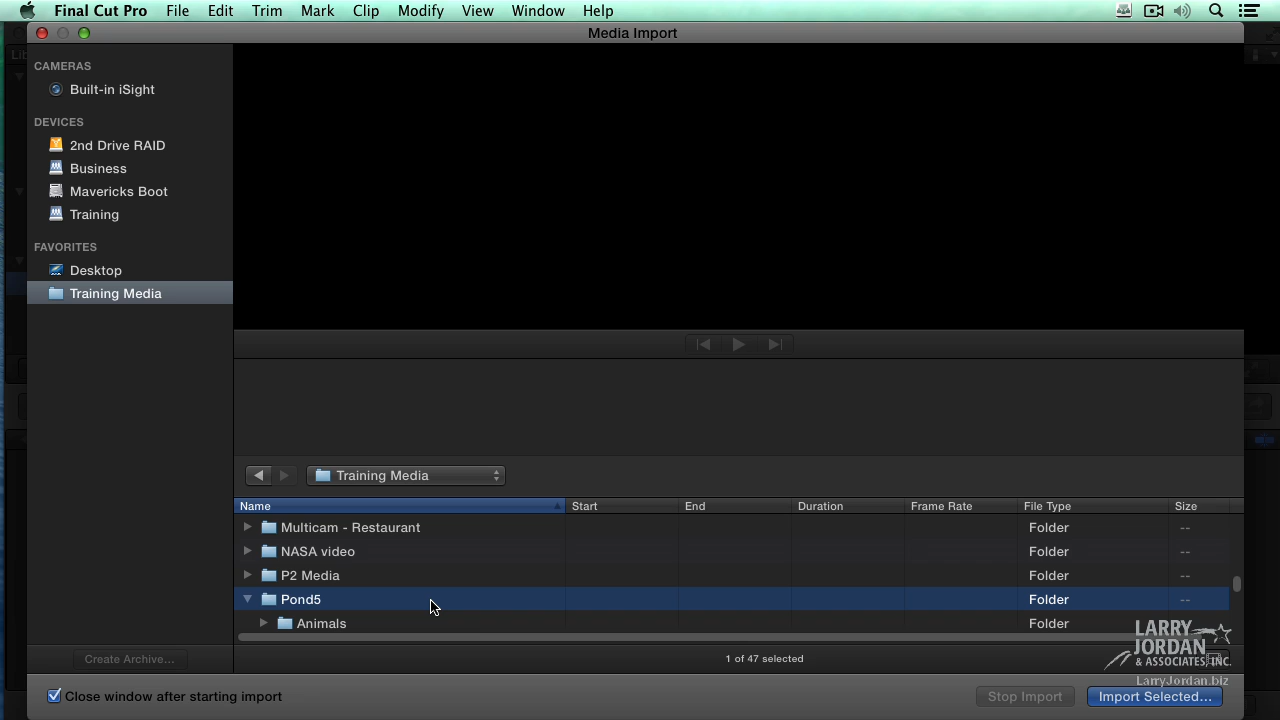 Final Cut Pro File Edit Trim Mark Clip Modify View Window Help
Media Import
CAMERAS
Built-in iSight
DEVICES
2nd Drive RAID
Business
Mavericks Boot
Training
FAVORITES
Desktop
Training Media
Training Media
Name Start End Duration Frame Rate File Type Size
Multicam - Restaurant Folder --
NASA video Folder --
P2 Media Folder --
Pond5 Folder --
Animals Folder
LARRY
JORDAN
& ASSOCIATES, INC.
LarryJordan.biz
Create Archive...
1 of 47 selected
Close window after starting import
Stop Import
Import Selected...